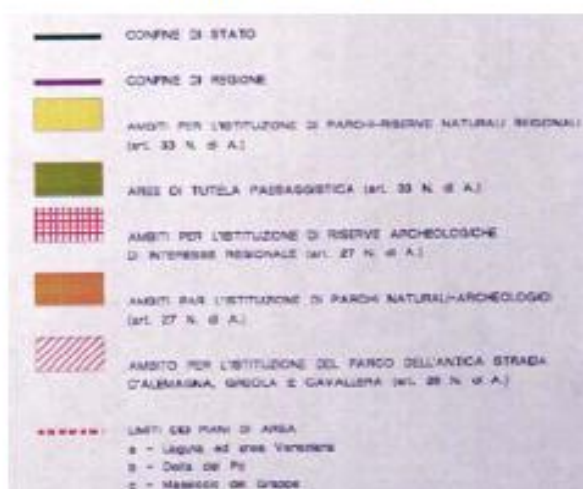 CONFINE DI STATO
CONFINE DI REGIONE
AMBITI PER L'ISTITUZIONE DI PARCHI-RISERVE NATURALI REGIONALI
(art. 33 N. di A.)
AREE DI TUTELA PAESAGGISTICA (art. 33 N. di A.)
AMBITI PER L'ISTITUZIONE DI RISERVE ARCHEOLOGICHE
DI INTERESSE REGIONALE (art. 27 N. di A.)
AMBITI PAR L'ISTITUZIONE DI PARCHI NATURALI-ARCHEOLOGICI
(art. 27 N. di A.)
AMBITO PER L'ISTITUZIONE DEL PARCO DELL'ANTICA STRADA
D'ALEMAGNA, GREOLA E CAVALLERA (art. 28 N. di A.)
LIMITI DEI PIANI DI AREA
a - Laguna ed area Veneziana
b - Delta del Po
c - Massiccio del Grappa